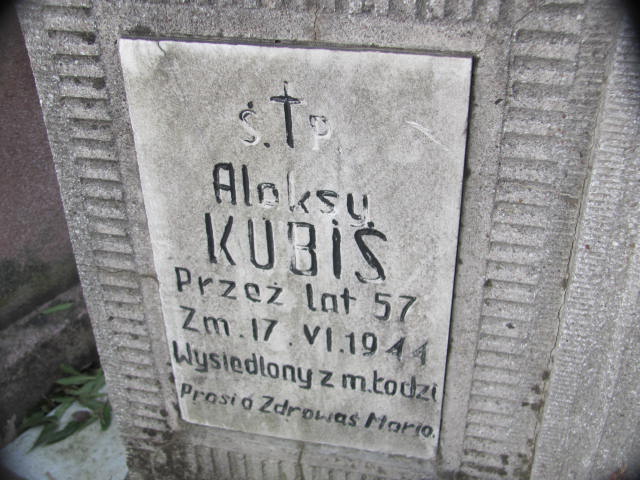 Ś.†P.
Aleksy
KUBIŚ
Przeż lat 57
Zm. 17. VI. 1944
Wysiedlony z m. Łodzi
Prosi o Zdrowaś Mario.